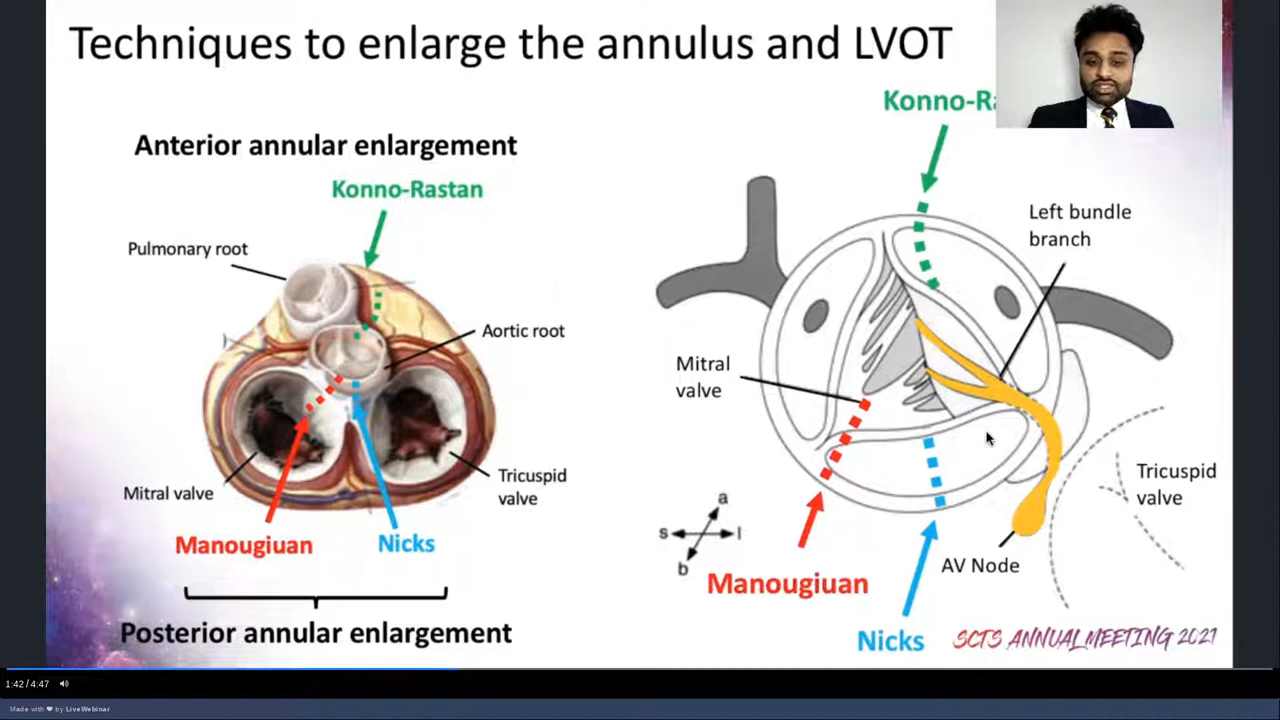 Techniques to enlarge the annulus and LVOT
Anterior annular enlargement
Konno-Rastan
Pulmonary root
Aortic root
Mitral valve
Tricuspid
valve
Manougiuan
Nicks
Posterior annular enlargement
Konno-Ra
Left bundle
branch
Mitral
valve
Tricuspid
valve
a
s
l
b
AV Node
Manougiuan
Nicks
SCTS ANNUAL MEETING 2021
1:42 / 4:47
Made with ❤ by LiveWebinar